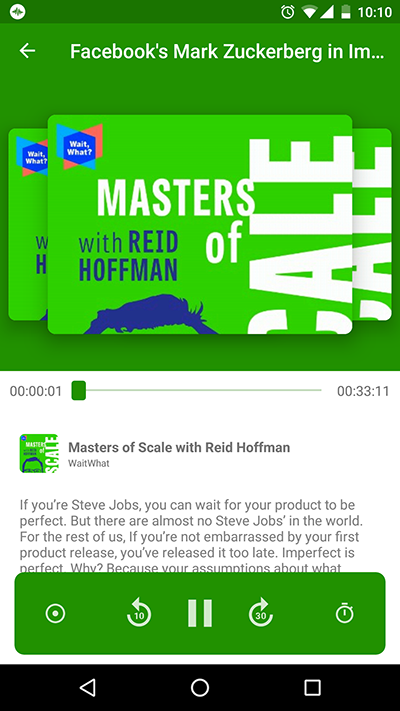 10:10
Facebook's Mark Zuckerberg in Im...
Wait,
What?
MASTERS
of
SCALE
with REID
HOFFMAN
00:00:01
00:33:11
Masters of Scale with Reid Hoffman
WaitWhat
If you're Steve Jobs, you can wait for your product to be
perfect. But there are almost no Steve Jobs' in the world.
For the rest of us, If you're not embarrassed by your first
product release, you've released it too late. Imperfect is
perfect. Why? Because your assumptions about what
10
30